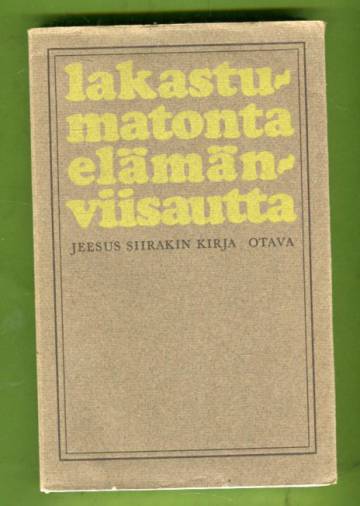 lakastu-
matonta
elämän-
viisautta
JEESUS SIIRAKIN KIRJA OTAVA